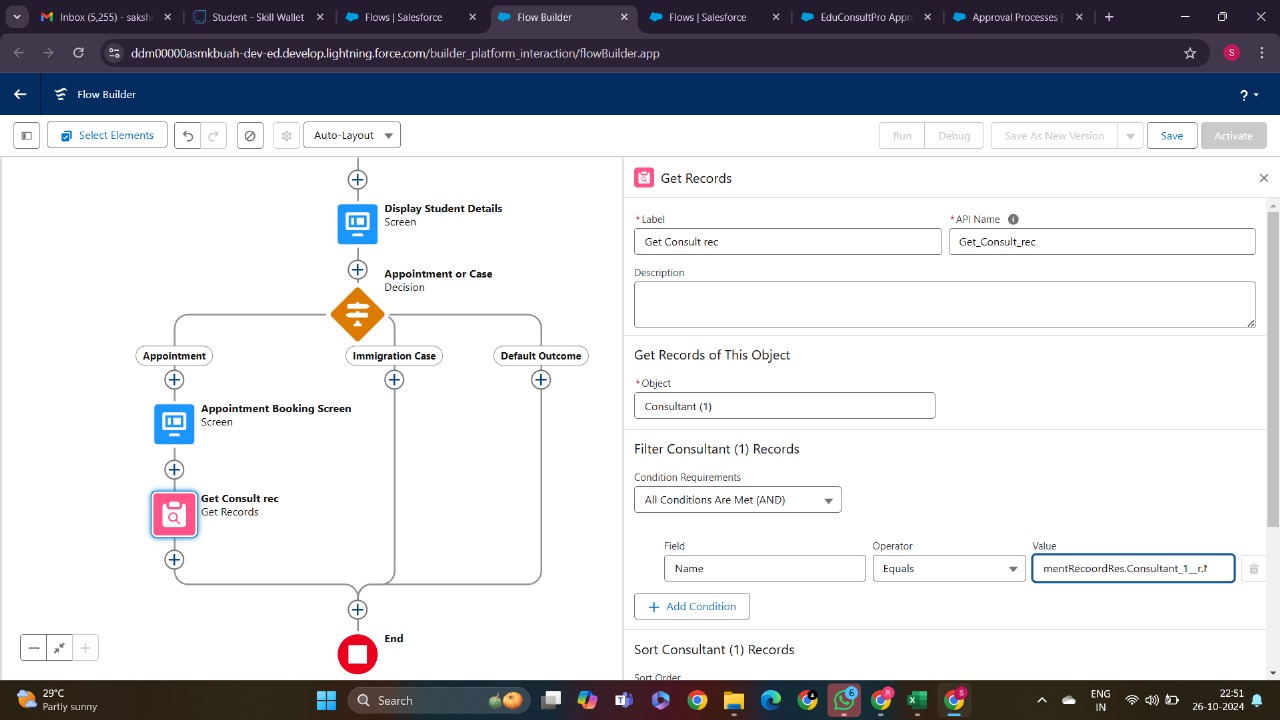 Inbox (5,255) - saksh
Student - Skill Wallet
Flows | Salesforce
Flow Builder
Flows | Salesforce
EduConsultPro Appr
Approval Processes |
ddm00000asmkbuah-dev-ed.develop.lightning.force.com/builder_platform_interaction/flowBuilder.app
S
Flow Builder
?
Select Elements
Auto-Layout
Run
Debug
Save As New Version
Save
Activate
Display Student Details
Screen
Appointment or Case
Decision
Appointment
Immigration Case
Default Outcome
Appointment Booking Screen
Screen
Get Consult rec
Get Records
End
Get Records
* Label
* API Name
Get Consult rec
Get_Consult_rec
Description
Get Records of This Object
* Object
Consultant (1)
Filter Consultant (1) Records
Condition Requirements
All Conditions Are Met (AND)
Field
Operator
Value
Name
Equals
mentRecoordRes.Consultant_1__r.N
Add Condition
Sort Consultant (1) Records
Sort Order
29°C
Partly sunny
Search
6
ENG
IN
22:51
26-10-2024